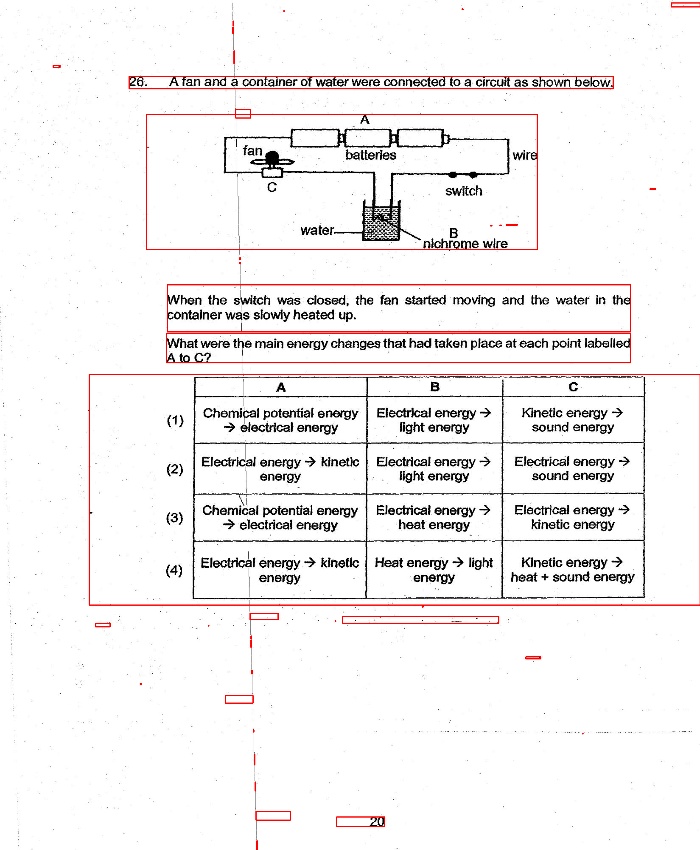 26. A fan and a container of water were connected to a circuit as shown below.
A
fan
batteries
wire
C
switch
water
B
nichrome wire
When the switch was closed, the fan started moving and the water in the
container was slowly heated up.
What were the main energy changes that had taken place at each point labelled
A to C?
A B C
(1) Chemical potential energy → electrical energy Electrical energy → light energy Kinetic energy → sound energy
(2) Electrical energy → kinetic energy Electrical energy → light energy Electrical energy → sound energy
(3) Chemical potential energy → electrical energy Electrical energy → heat energy Electrical energy → kinetic energy
(4) Electrical energy → kinetic energy Heat energy → light energy Kinetic energy → heat + sound energy
20